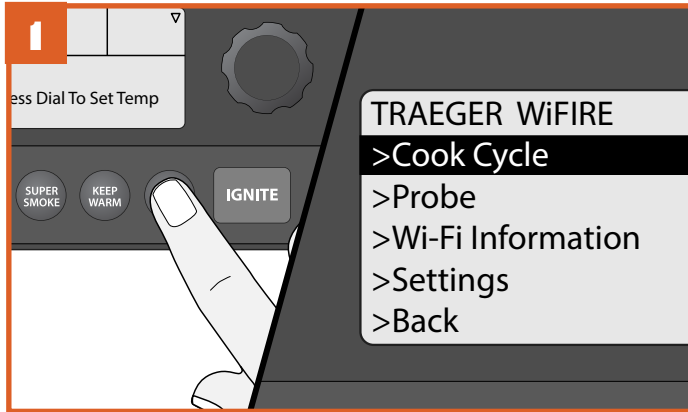 1
ess Dial To Set Temp
SUPER
SMOKE
KEEP
WARM
IGNITE
TRAEGER WiFIRE
>Cook Cycle
>Probe
>Wi-Fi Information
>Settings
>Back